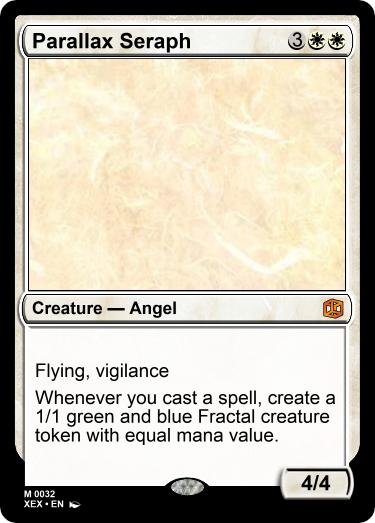 Parallax Seraph 3
Creature — Angel
Flying, vigilance
Whenever you cast a spell, create a
1/1 green and blue Fractal creature
token with equal mana value.
4/4
M 0032
XEX • EN